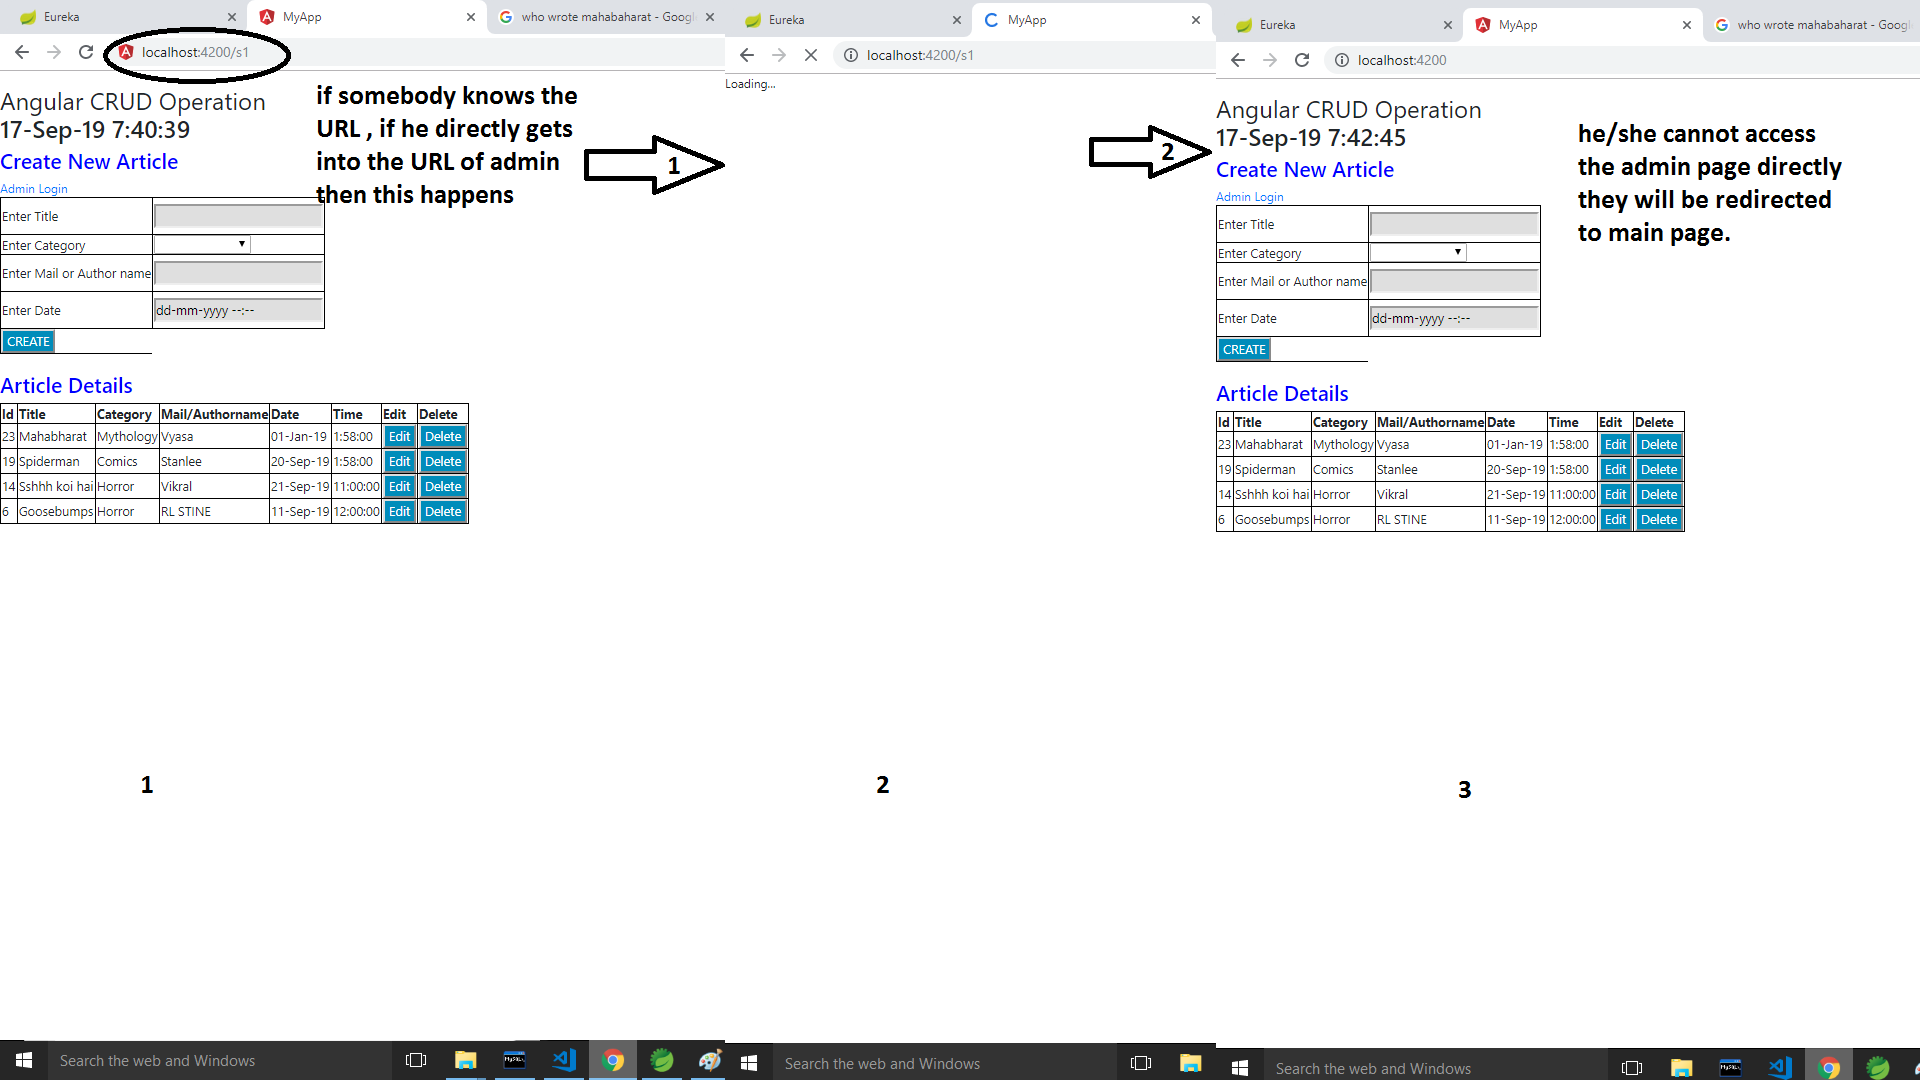 Eureka
MyApp
who wrote mahabaharat - Googl
localhost:4200/s1
Angular CRUD Operation
17-Sep-19 7:40:39
Create New Article
Admin Login
Enter Title
Enter Category
Enter Mail or Author name
Enter Date
dd-mm-yyyy --:--
CREATE
if somebody knows the
URL , if he directly gets
into the URL of admin
then this happens
1
Article Details
Id Title Category Mail/Authorname Date Time Edit Delete
23 Mahabharat Mythology Vyasa 01-Jan-19 1:58:00 Edit Delete
19 Spiderman Comics Stanlee 20-Sep-19 1:58:00 Edit Delete
14 Sshhh koi hai Horror Vikral 21-Sep-19 11:00:00 Edit Delete
6 Goosebumps Horror RL STINE 11-Sep-19 12:00:00 Edit Delete
1
Search the web and Windows
Eureka
MyApp
localhost:4200/s1
Loading...
2
2
Search the web and Windows
Eureka
MyApp
who wrote mahabaharat - Googl
localhost:4200
Angular CRUD Operation
17-Sep-19 7:42:45
Create New Article
Admin Login
Enter Title
Enter Category
Enter Mail or Author name
Enter Date
dd-mm-yyyy --:--
CREATE
he/she cannot access
the admin page directly
they will be redirected
to main page.
Article Details
Id Title Category Mail/Authorname Date Time Edit Delete
23 Mahabharat Mythology Vyasa 01-Jan-19 1:58:00 Edit Delete
19 Spiderman Comics Stanlee 20-Sep-19 1:58:00 Edit Delete
14 Sshhh koi hai Horror Vikral 21-Sep-19 11:00:00 Edit Delete
6 Goosebumps Horror RL STINE 11-Sep-19 12:00:00 Edit Delete
3
Search the web and Windows